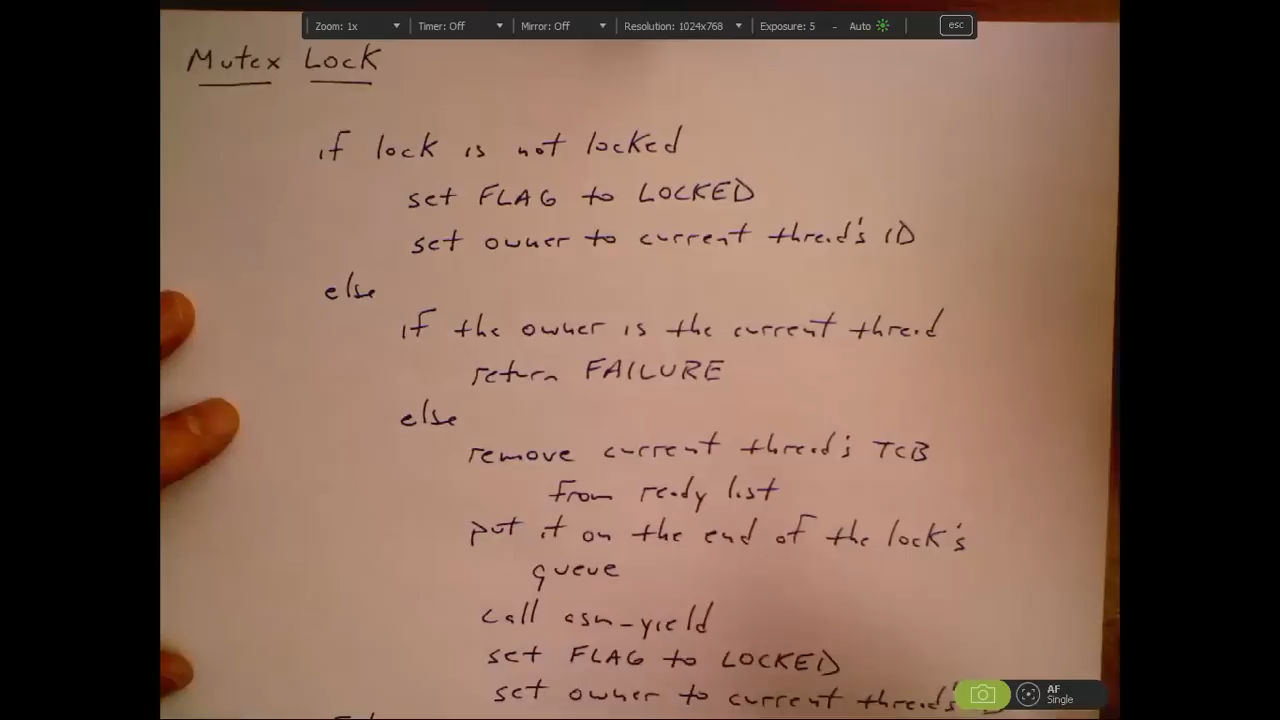 Zoom: 1x Timer: Off Mirror: Off Resolution: 1024x768 Exposure: 5 - Auto esc
Mutex Lock
if lock is not locked
set FLAG to LOCKED
set owner to current thread's ID
else
if the owner is the current thread
return FAILURE
else
remove current thread's TCB
from ready list
put it on the end of the lock's
queue
call asm-yield
set FLAG to LOCKED
set owner to current thread's
AF
Single